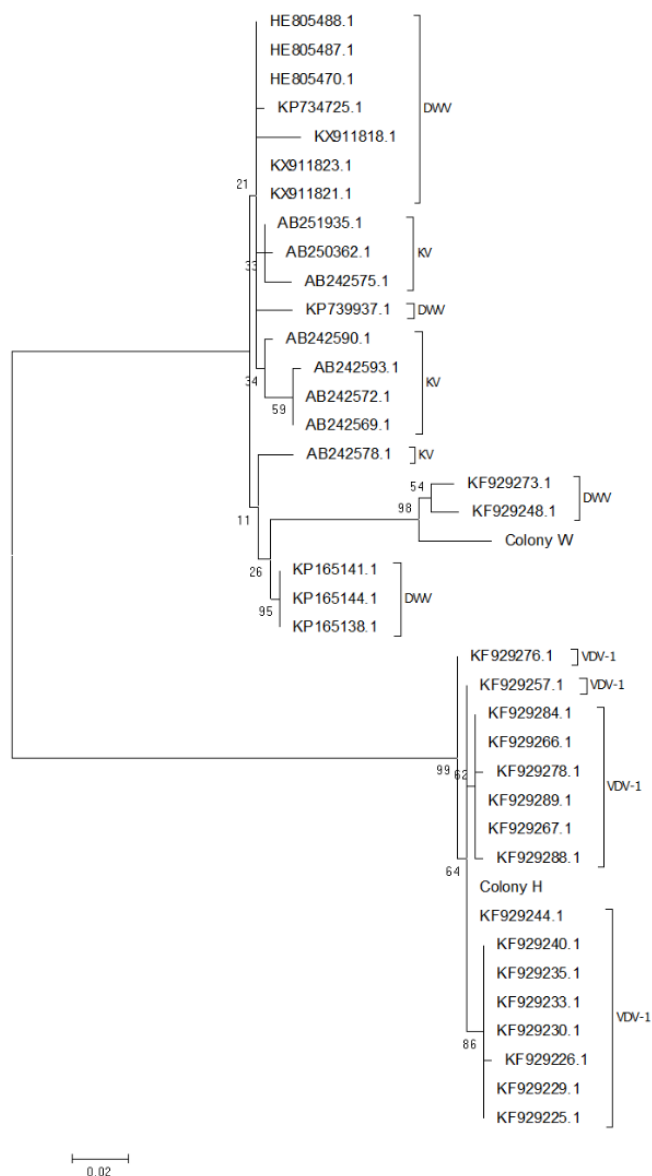 HE805488.1
HE805487.1
HE805470.1
KP734725.1
DWV
KX911818.1
KX911823.1
21
KX911821.1
AB251935.1
AB250362.1
KV
33
AB242575.1
KP739937.1
DWV
AB242590.1
AB242593.1
34
KV
59
AB242572.1
AB242569.1
AB242578.1
KV
KF929273.1
54
DWV
98
KF929248.1
11
Colony W
26
KP165141.1
95
KP165144.1
DWV
KP165138.1
KF929276.1
VDV-1
KF929257.1
VDV-1
KF929284.1
KF929266.1
99
62
KF929278.1
VDV-1
KF929289.1
KF929267.1
KF929288.1
64
Colony H
KF929244.1
KF929240.1
KF929235.1
KF929233.1
VDV-1
KF929230.1
86
KF929226.1
KF929229.1
KF929225.1
0.02